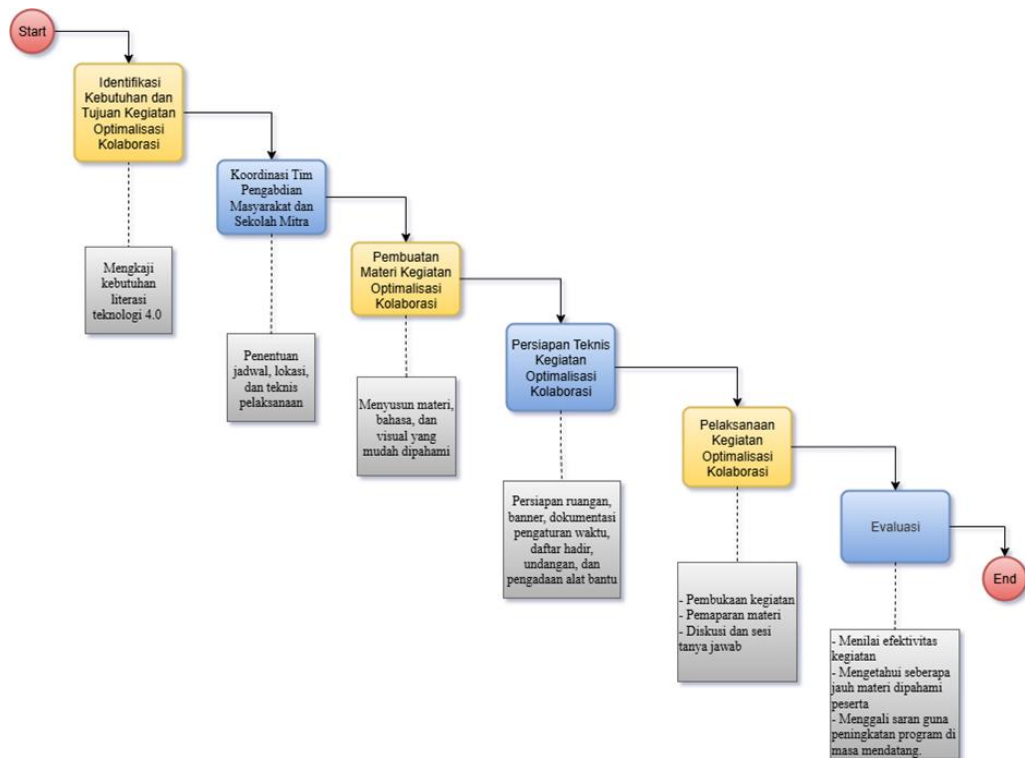 Start
Identifikasi
Kebutuhan dan
Tujuan Kegiatan
Optimalisasi
Kolaborasi
Mengkaji
kebutuhan
literasi
teknologi 4.0
Koordinasi Tim
Pengabdian
Masyarakat dan
Sekolah Mitra
Penentuan
jadwal, lokasi,
dan teknis
pelaksanaan
Pembuatan
Materi Kegiatan
Optimalisasi
Kolaborasi
Menyusun materi,
bahasa, dan
visual yang
mudah dipahami
Persiapan Teknis
Kegiatan
Optimalisasi
Kolaborasi
Persiapan ruangan,
banner, dokumentasi
pengaturan waktu,
daftar hadir,
undangan, dan
pengadaan alat bantu
Pelaksanaan
Kegiatan
Optimalisasi
Kolaborasi
- Pembukaan kegiatan
- Pemaparan materi
- Diskusi dan sesi
tanya jawab
Evaluasi
- Menilai efektivitas
kegiatan
- Mengetahui seberapa
jauh materi dipahami
peserta
- Menggali saran guna
peningkatan program di
masa mendatang.
End